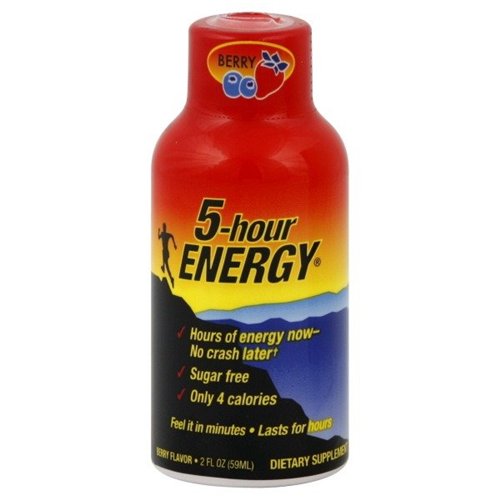 BERRY
5-hour
ENERGY®
✓ Hours of energy now–
No crash later†
✓ Sugar free
✓ Only 4 calories
Feel it in minutes • Lasts for hours
BERRY FLAVOR • 2 FL OZ (59ML) DIETARY SUPPLEMENT